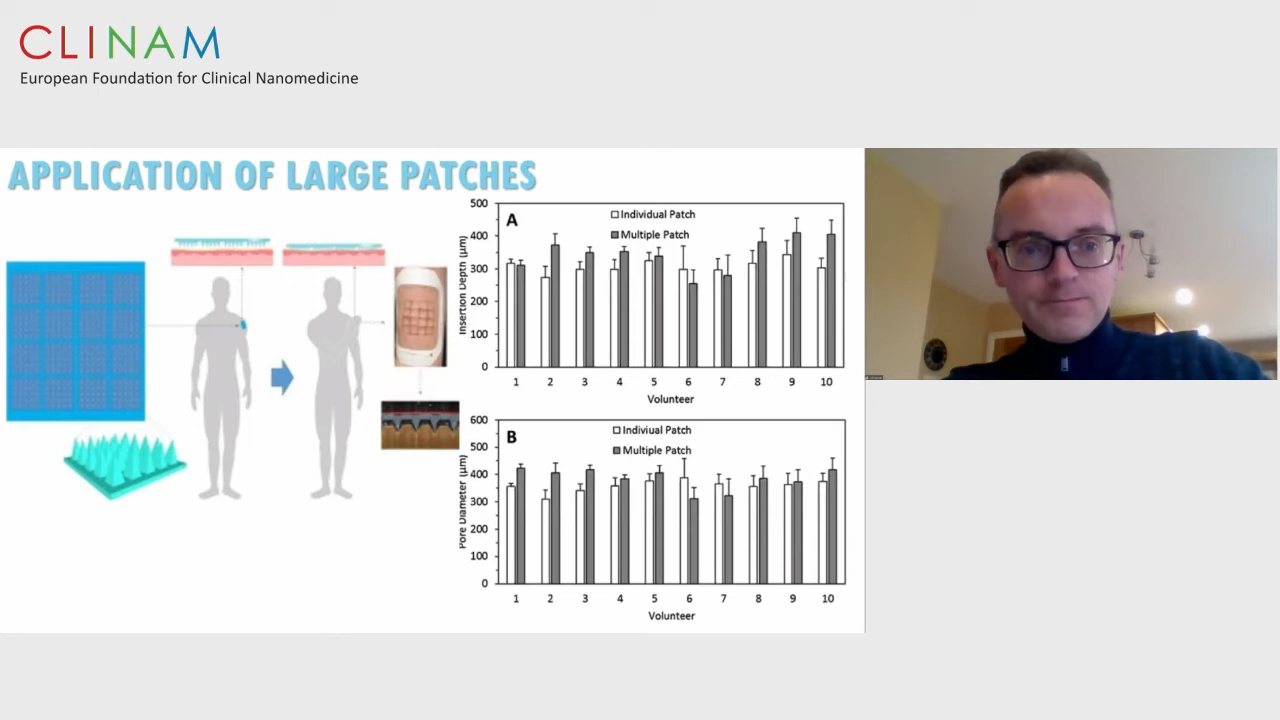 CLINAM
European Foundation for Clinical Nanomedicine
APPLICATION OF LARGE PATCHES
A
Individual Patch
Multiple Patch
Insertion Depth (µm)
500
400
300
200
100
0
1 2 3 4 5 6 7 8 9 10
Volunteer
B
Indiviual Patch
Multiple Patch
Pore Diameter (µm)
600
500
400
300
200
100
0
1 2 3 4 5 6 7 8 9 10
Volunteer